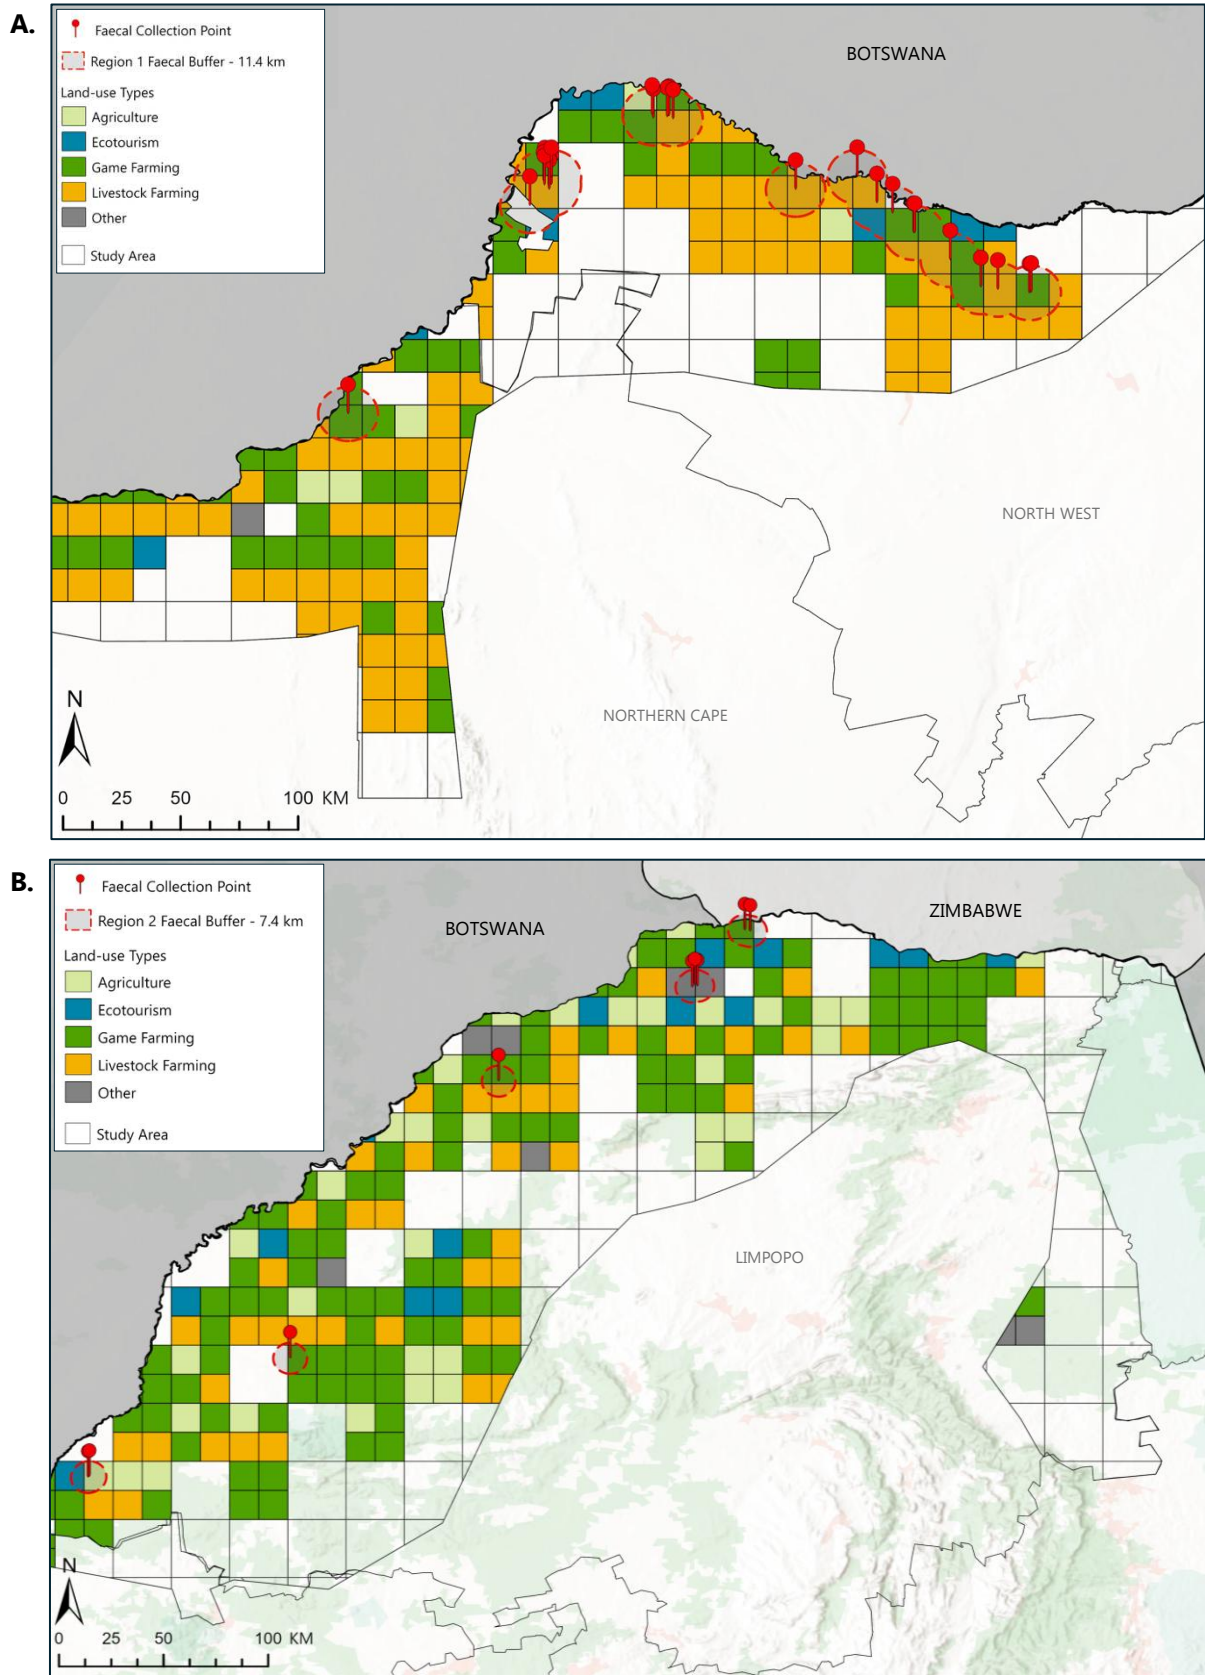 A.
Faecal Collection Point
Region 1 Faecal Buffer - 11.4 km
Land-use Types
Agriculture
Ecotourism
Game Farming
Livestock Farming
Other
Study Area
BOTSWANA
NORTH WEST
NORTHERN CAPE
N
0 25 50 100 KM
B.
Faecal Collection Point
Region 2 Faecal Buffer - 7.4 km
Land-use Types
Agriculture
Ecotourism
Game Farming
Livestock Farming
Other
Study Area
BOTSWANA
ZIMBABWE
LIMPOPO
N
0 25 50 100 KM